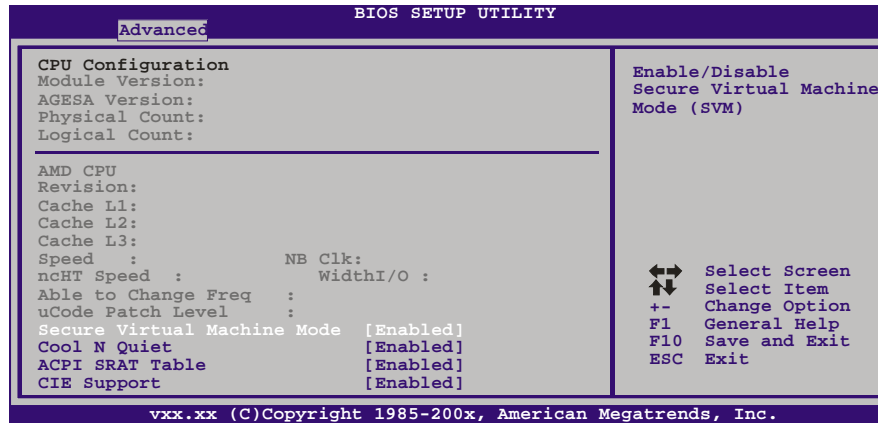 BIOS SETUP UTILITY
Advanced
CPU Configuration
Module Version:
AGESA Version:
Physical Count:
Logical Count:
AMD CPU
Revision:
Cache L1:
Cache L2:
Cache L3:
Speed : NB Clk:
ncHT Speed : WidthI/O :
Able to Change Freq :
uCode Patch Level :
Secure Virtual Machine Mode [Enabled]
Cool N Quiet [Enabled]
ACPI SRAT Table [Enabled]
CIE Support [Enabled]
Enable/Disable
Secure Virtual Machine
Mode (SVM)
Select Screen
Select Item
+- Change Option
F1 General Help
F10 Save and Exit
ESC Exit
vxx.xx (C)Copyright 1985-200x, American Megatrends, Inc.